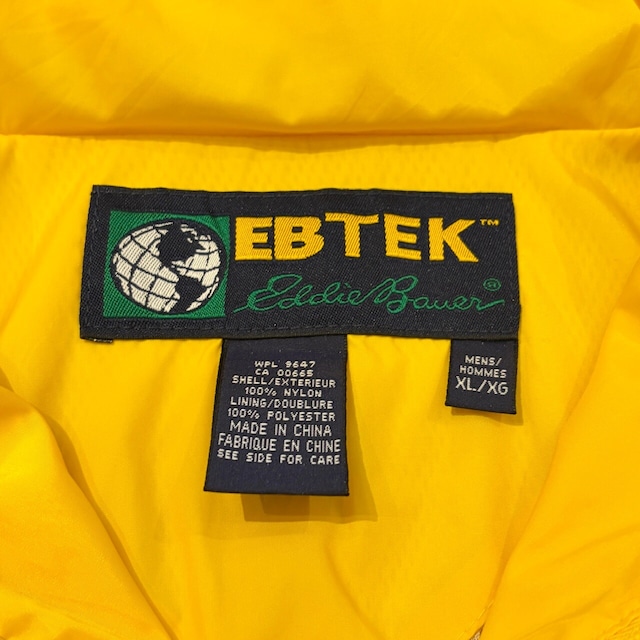 EBTEK™
Eddie Bauer®
WPL 9647
CA 00665
SHELL/EXTERIEUR
100% NYLON
LINING/DOUBLURE
100% POLYESTER
MADE IN CHINA
FABRIQUE EN CHINE
SEE SIDE FOR CARE
MENS/
HOMMES
XL/XG